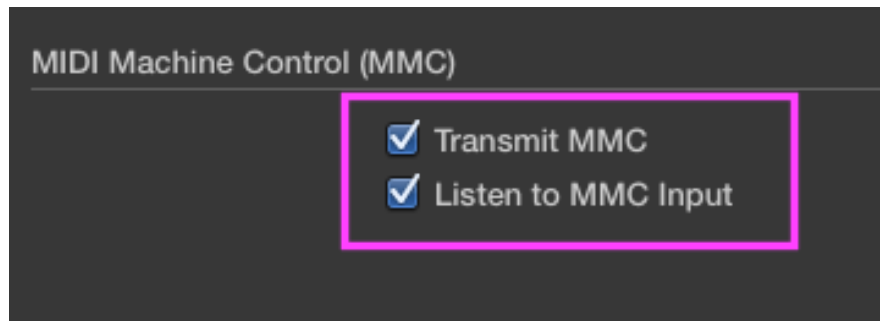 MIDI Machine Control (MMC)
Transmit MMC
Listen to MMC Input